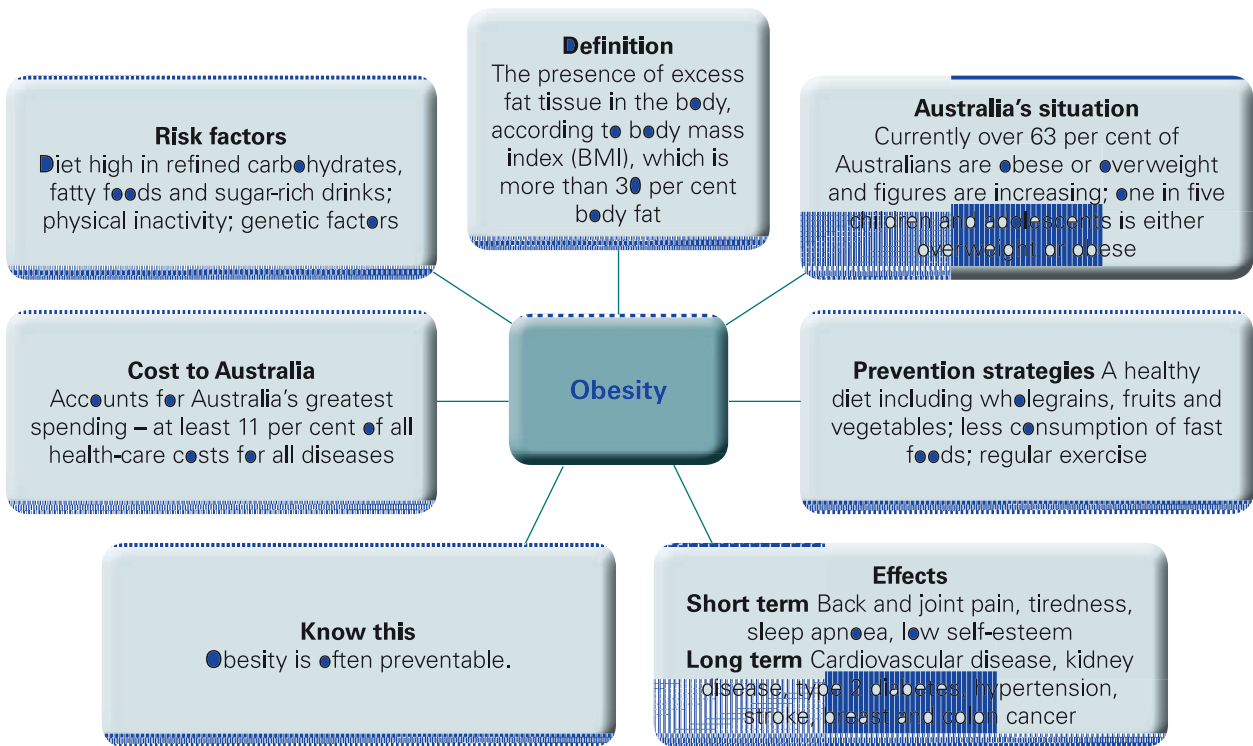 Definition
The presence of excess
fat tissue in the body,
according to body mass
index (BMI), which is
more than 30 per cent
body fat
Risk factors
Diet high in refined carbohydrates,
fatty foods and sugar-rich drinks;
physical inactivity; genetic factors
Australia's situation
Currently over 63 per cent of
Australians are obese or overweight
and figures are increasing; one in five
children and adolescents is either
overweight or obese
Cost to Australia
Accounts for Australia's greatest
spending – at least 11 per cent of all
health-care costs for all diseases
Obesity
Prevention strategies A healthy
diet including wholegrains, fruits and
vegetables; less consumption of fast
foods; regular exercise
Know this
Obesity is often preventable.
Effects
Short term Back and joint pain, tiredness,
sleep apnoea, low self-esteem
Long term Cardiovascular disease, kidney
disease, type 2 diabetes, hypertension,
stroke, breast and colon cancer